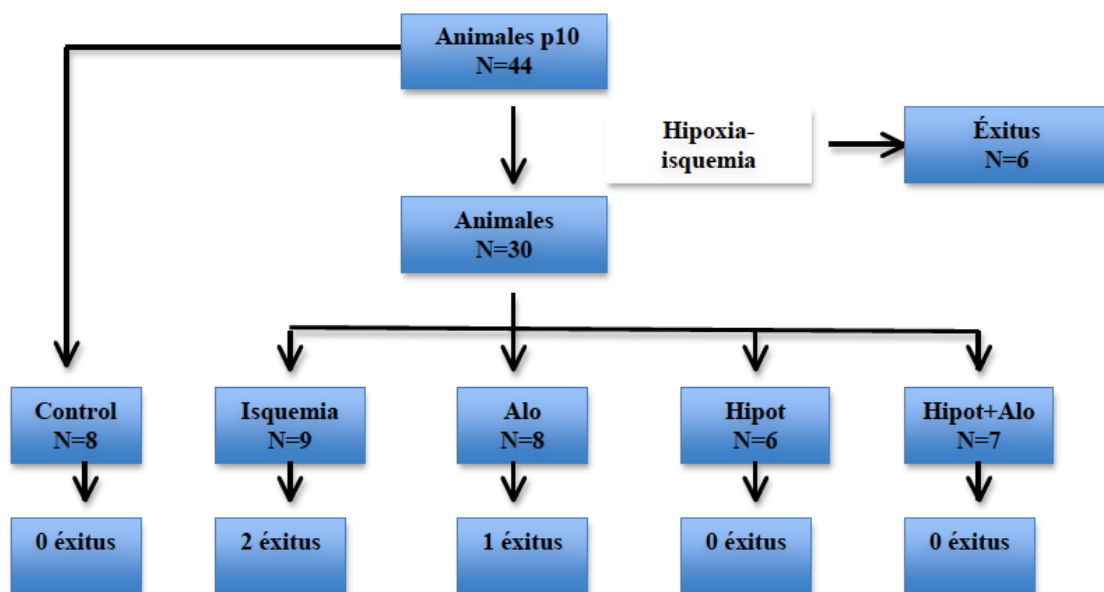 Animales p10
N=44
Hipoxia-
isquemia
Éxitus
N=6
Animales
N=30
Control
N=8
Isquemia
N=9
Alo
N=8
Hipot
N=6
Hipot+Alo
N=7
0 éxitus
2 éxitus
1 éxitus
0 éxitus
0 éxitus